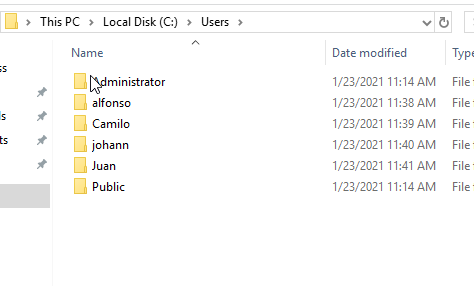 This PC > Local Disk (C:) > Users >
Name Date modified Type
ss
Administrator 1/23/2021 11:14 AM File
alfonso 1/23/2021 11:38 AM File
ds Camilo 1/23/2021 11:39 AM File
ts johann 1/23/2021 11:40 AM File
Juan 1/23/2021 11:41 AM File
Public 1/23/2021 11:14 AM File